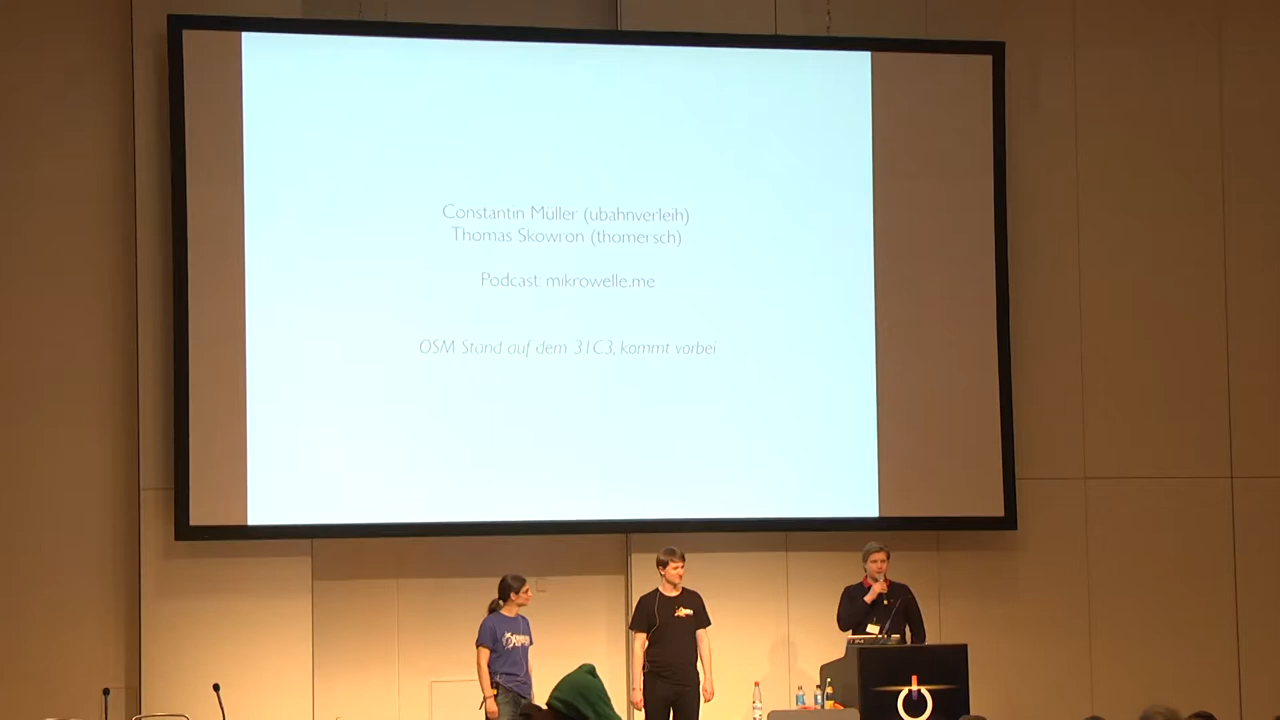 Constantin Müller (ubahnverleih)
Thomas Skowron (thomersch)
Podcast: mikrowelle.me
OSM Stand auf dem 31C3, kommt vorbei